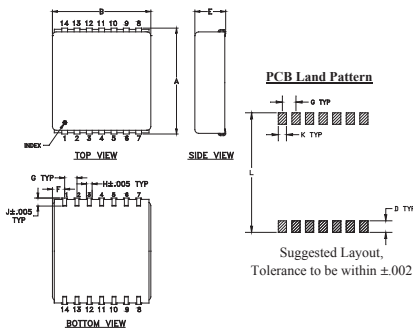 B
E
14 13 12 11 10 9 8
A
INDEX
1 2 3 4 5 6 7
TOP VIEW
SIDE VIEW
PCB Land Pattern
G TYP
K TYP
L
D TYP
Suggested Layout,
Tolerance to be within ±.002
G TYP
H±.005 TYP
F
1 2 3 4 5 6 7
J±.005
TYP
14 13 12 11 10 9 8
BOTTOM VIEW